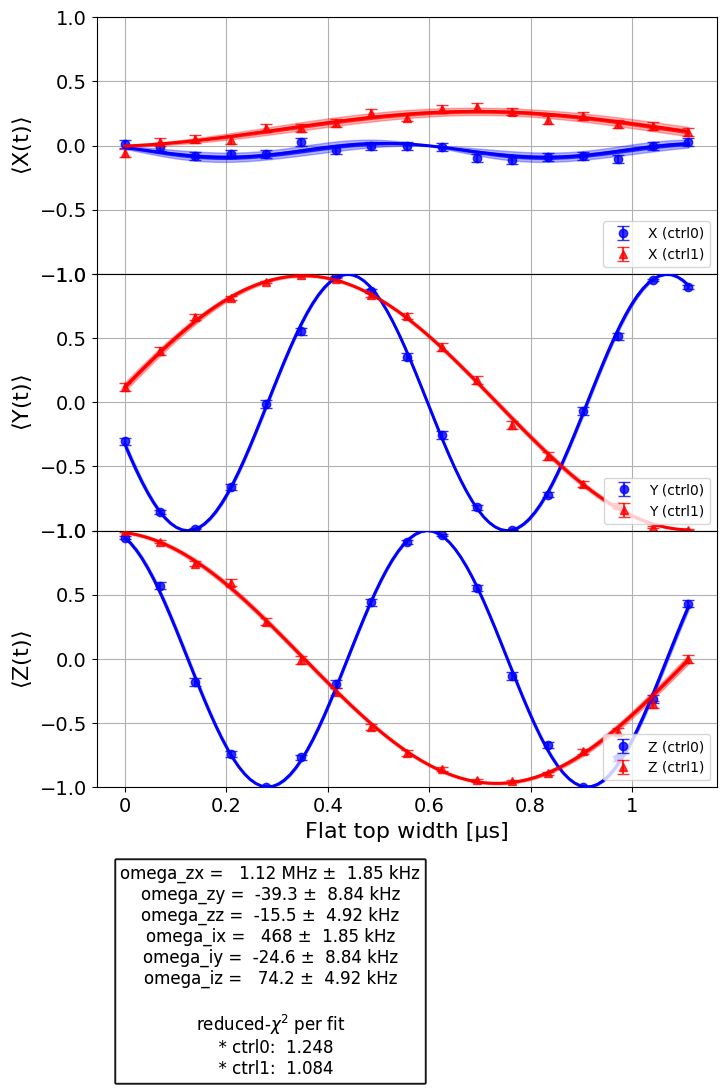 1.0
0.5
0.0
−0.5
−1.0
⟨X(t)⟩
X (ctrl0)
X (ctrl1)
1.0
0.5
0.0
−0.5
−1.0
⟨Y(t)⟩
Y (ctrl0)
Y (ctrl1)
1.0
0.5
0.0
−0.5
−1.0
⟨Z(t)⟩
Z (ctrl0)
Z (ctrl1)
0 0.2 0.4 0.6 0.8 1
Flat top width [μs]
omega_zx = 1.12 MHz ± 1.85 kHz
omega_zy = -39.3 ± 8.84 kHz
omega_zz = -15.5 ± 4.92 kHz
omega_ix = 468 ± 1.85 kHz
omega_iy = -24.6 ± 8.84 kHz
omega_iz = 74.2 ± 4.92 kHz
reduced-χ² per fit
* ctrl0: 1.248
* ctrl1: 1.084